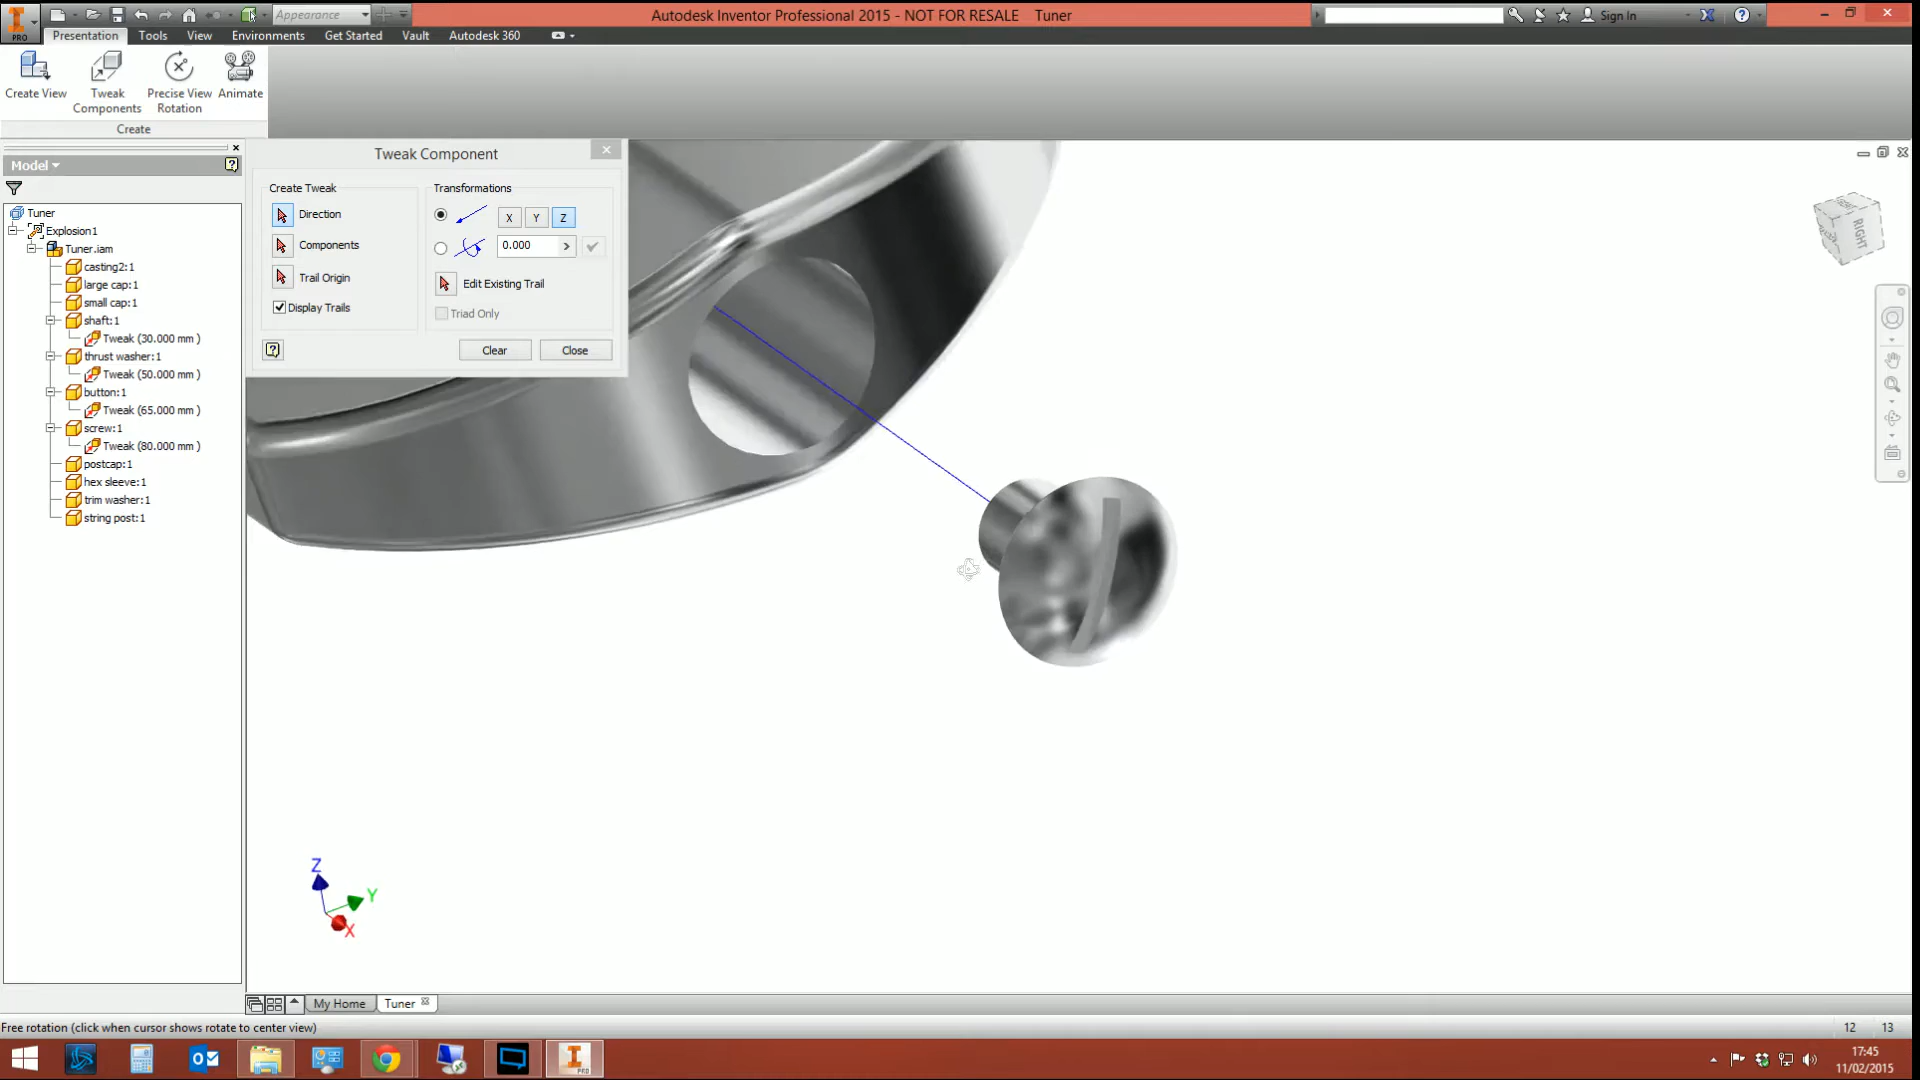 Appearance
Autodesk Inventor Professional 2015 - NOT FOR RESALE Tuner
Sign In
PRO
Presentation Tools View Environments Get Started Vault Autodesk 360
Create View
Tweak Components
Precise View Rotation
Animate
Create
Model
Tuner
Explosion1
Tuner.iam
casting2:1
large cap:1
small cap:1
shaft:1
Tweak (30.000 mm )
thrust washer:1
Tweak (50.000 mm )
button:1
Tweak (65.000 mm )
screw:1
Tweak (80.000 mm )
postcap:1
hex sleeve:1
trim washer:1
string post:1
Tweak Component
Create Tweak
Direction
Components
Trail Origin
Display Trails
Transformations
X Y Z
0.000
Edit Existing Trail
Triad Only
Clear Close
RIGHT
Z
Y
X
My Home Tuner
Free rotation (click when cursor shows rotate to center view)
12 13
PRO
17:45
11/02/2015